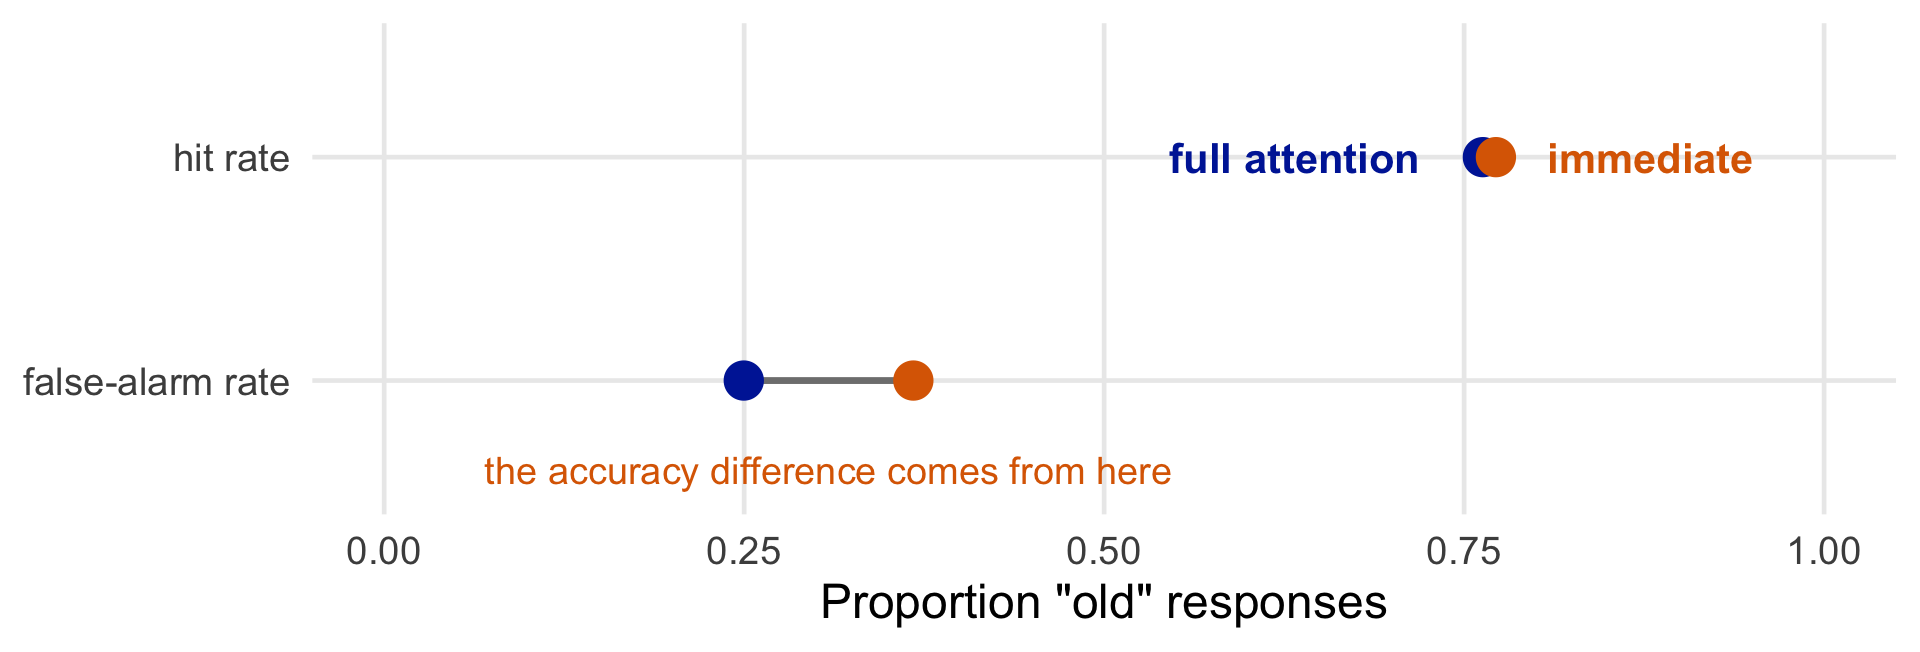 hit rate
full attention
immediate
false-alarm rate
the accuracy difference comes from here
0.00 0.25 0.50 0.75 1.00
Proportion "old" responses